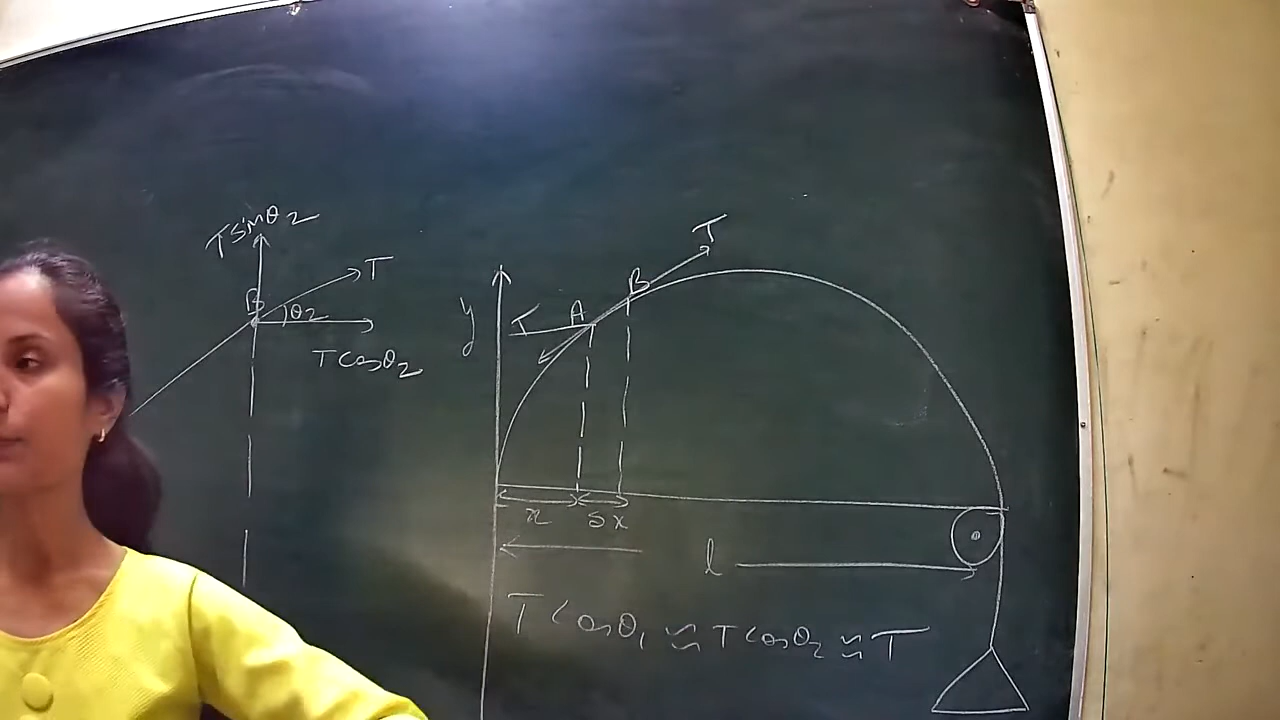 T sinθ2
T
B
θ2
T cosθ2
T
B
A
T
y
x δx
l
T cosθ1 ≈ T cosθ2 ≈ T